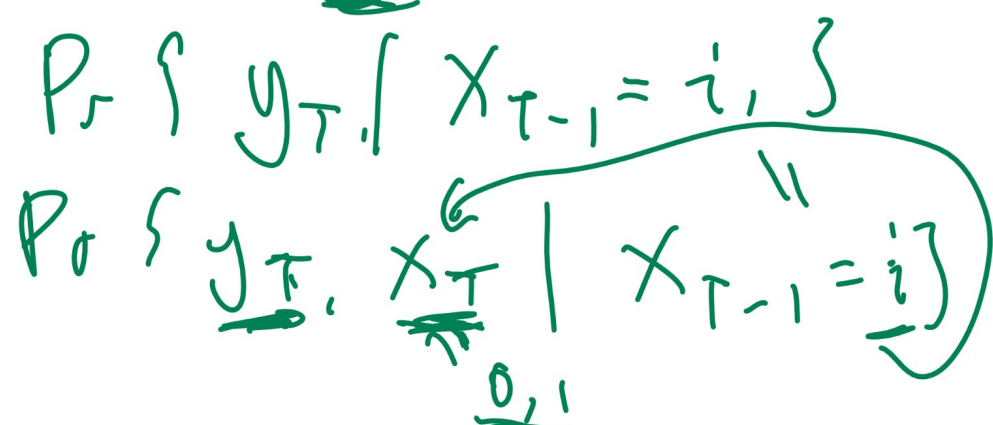 Pr { y_T, | X_{T-1} = i, }
\\
Pr { y_T, X_T | X_{T-1} = i }
0, 1